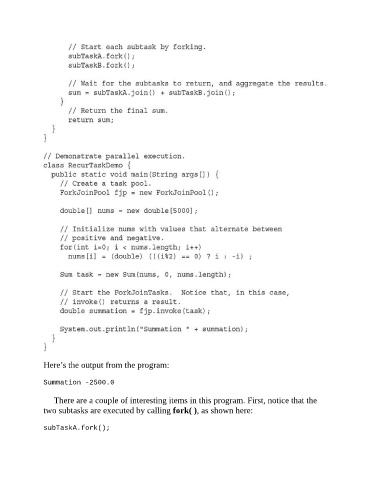 // Start each subtask by forking.
subTaskA.fork();
subTaskB.fork();
// Wait for the subtasks to return, and aggregate the results.
sum = subTaskA.join() + subTaskB.join();
}
// Return the final sum.
return sum;
}
}
// Demonstrate parallel execution.
class RecurTaskDemo {
public static void main(String args[]) {
// Create a task pool.
ForkJoinPool fjp = new ForkJoinPool();
double[] nums = new double[5000];
// Initialize nums with values that alternate between
// positive and negative.
for(int i=0; i < nums.length; i++)
nums[i] = (double) (((i%2) == 0) ? i : -i) ;
Sum task = new Sum(nums, 0, nums.length);
// Start the ForkJoinTasks. Notice that, in this case,
// invoke() returns a result.
double summation = fjp.invoke(task);
System.out.println("Summation " + summation);
}
}
Here’s the output from the program:
Summation -2500.0
There are a couple of interesting items in this program. First, notice that the
two subtasks are executed by calling fork( ), as shown here:
subTaskA.fork();